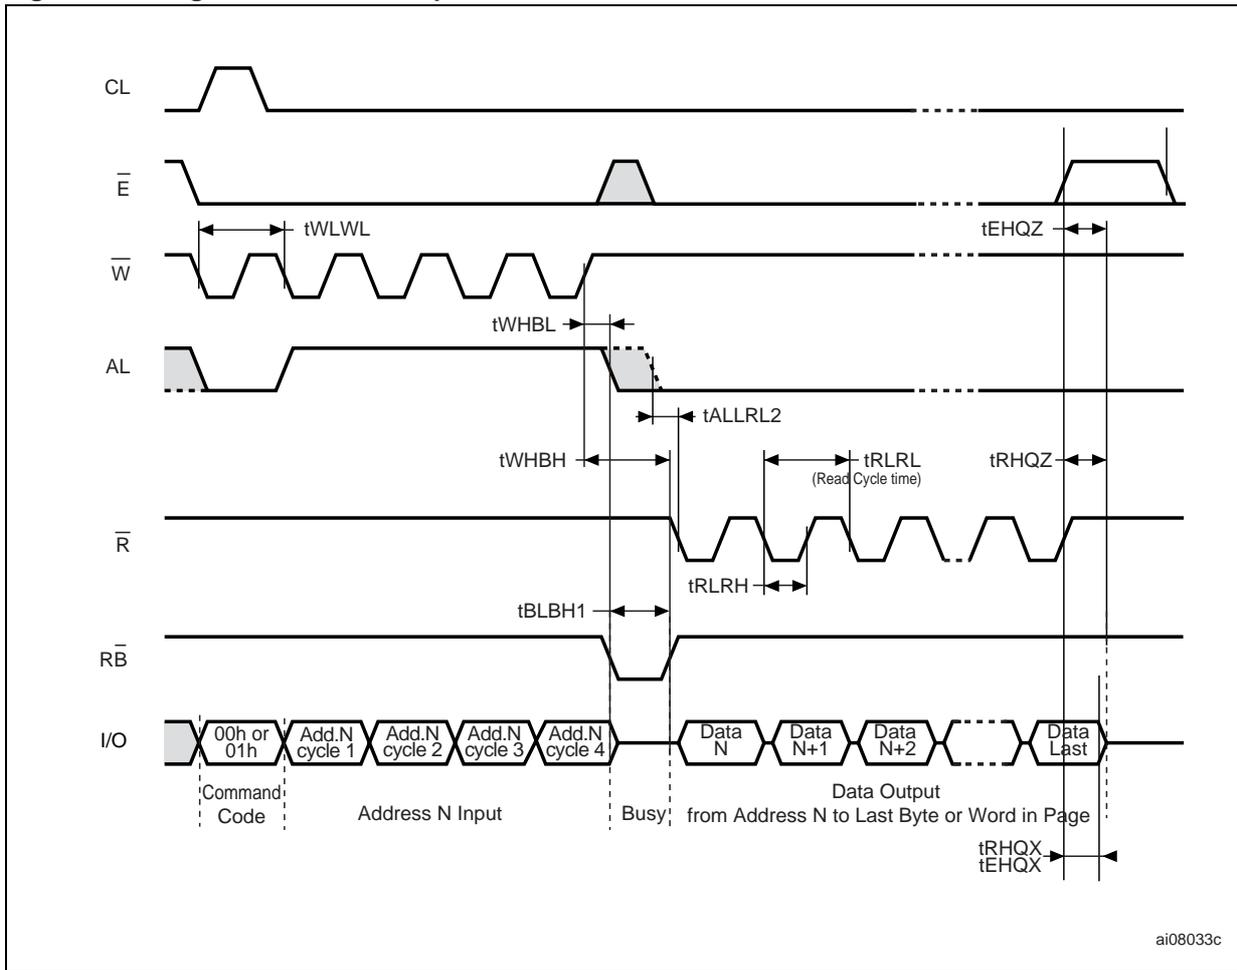 CL
E
tWLWL
tEHQZ
W
tWHBL
AL
tALLRL2
tWHBH
tRLRL
(Read Cycle time)
tRHQZ
R
tRLRH
tBLBH1
RB
I/O
00h or
01h
Add.N
cycle 1
Add.N
cycle 2
Add.N
cycle 3
Add.N
cycle 4
Data
N
Data
N+1
Data
N+2
Data
Last
Command
Code
Address N Input
Busy
Data Output
from Address N to Last Byte or Word in Page
tRHQX
tEHQX
ai08033c